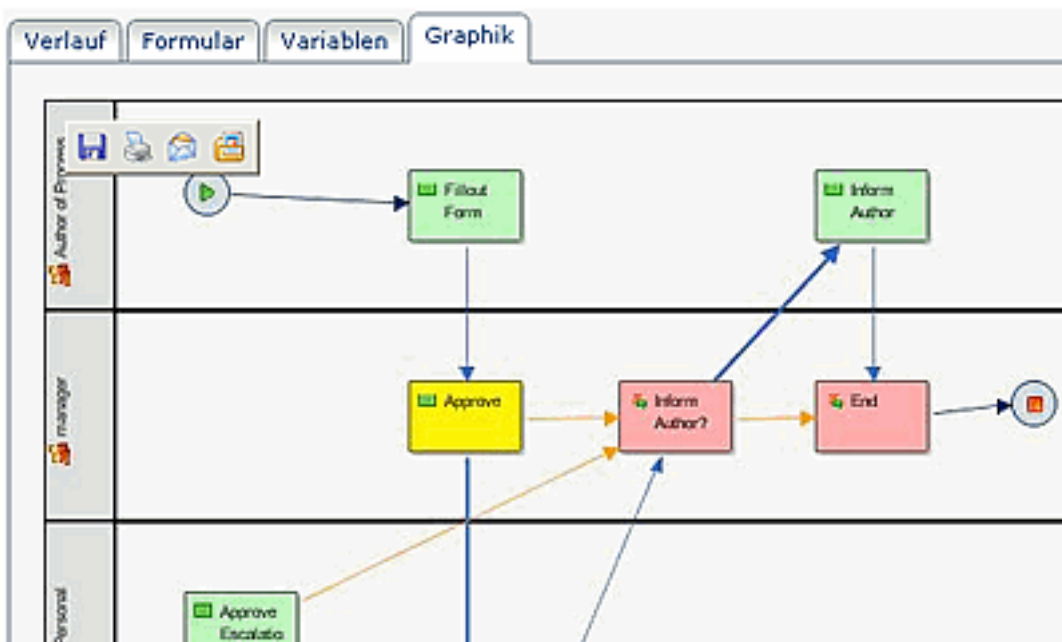 Verlauf
Formular
Variablen
Graphik
Author of Process
Fillout
Form
Inform
Author
manager
Approve
Inform
Author?
End
Personal
Approve
Escalatio